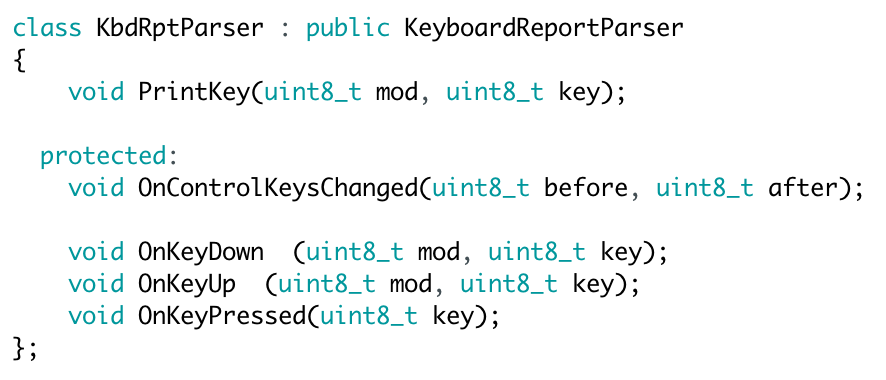 class KbdRptParser : public KeyboardReportParser
{
    void PrintKey(uint8_t mod, uint8_t key);

  protected:
    void OnControlKeysChanged(uint8_t before, uint8_t after);

    void OnKeyDown  (uint8_t mod, uint8_t key);
    void OnKeyUp  (uint8_t mod, uint8_t key);
    void OnKeyPressed(uint8_t key);
};